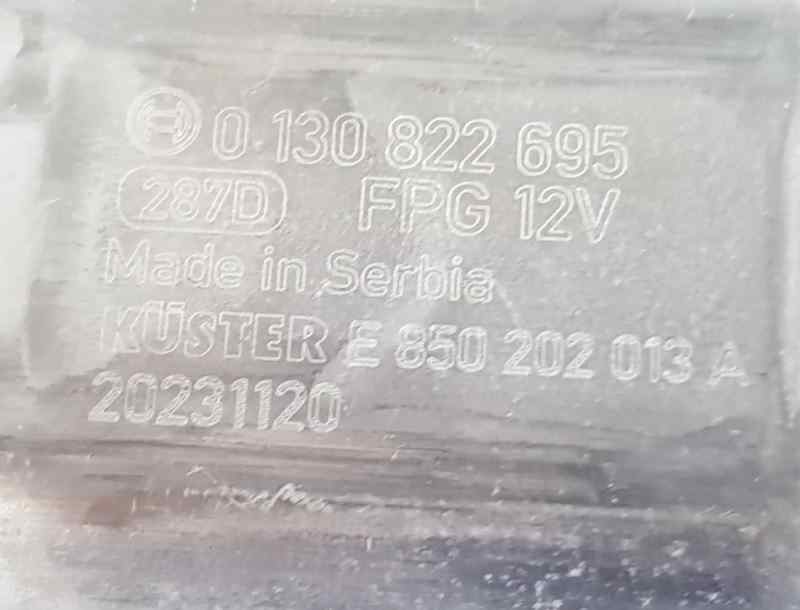 0 130 822 695
287D FPG 12V
Made in Serbia
KÜSTER E 850 202 013 A
20231120